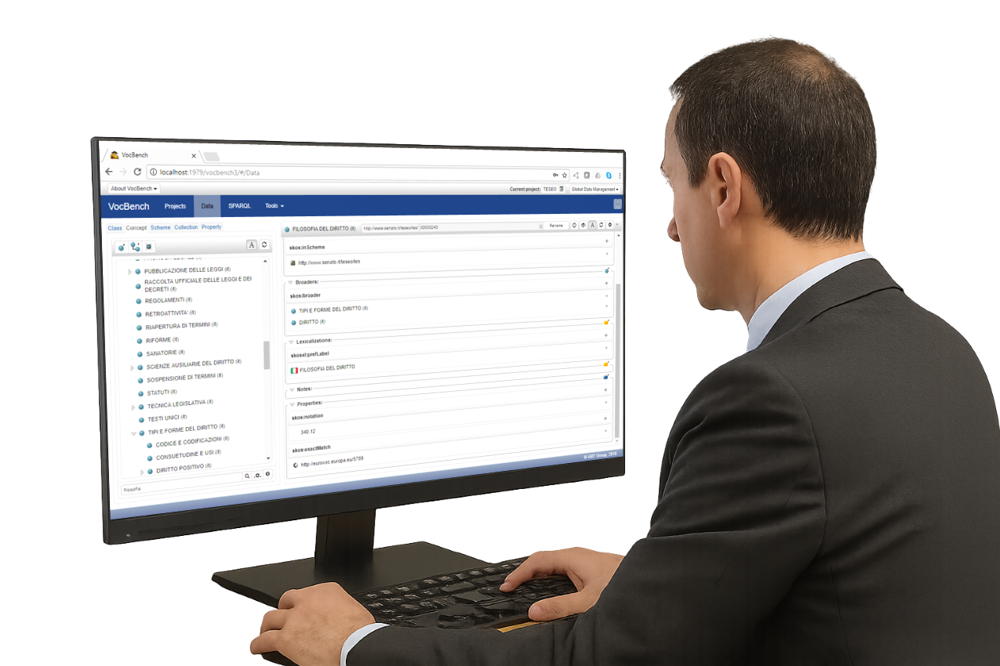 VocBench
localhost:1979/vocbench3/#/Data
About VocBench
Current project: TESEO
Global Data Management
VocBench
Projects
Data
SPARQL
Tools
Class
Concept
Scheme
Collection
Property
A
PUBBLICAZIONE DELLE LEGGI (it)
RACCOLTA UFFICIALE DELLE LEGGI E DEI
DECRETI (it)
REGOLAMENTI (it)
RETROATTIVITA' (it)
RIAPERTURA DI TERMINI (it)
RIFORME (it)
SANATORIE (it)
SCIENZE AUSILIARIE DEL DIRITTO (it)
SOSPENSIONE DI TERMINI (it)
STATUTI (it)
TECNICA LEGISLATIVA (it)
TESTI UNICI (it)
TIPI E FORME DEL DIRITTO (it)
CODICE E CODIFICAZIONI (it)
CONSUETUDINE E USI (it)
DIRITTO POSITIVO (it)
filosofia
.α.
FILOSOFIA DEL DIRITTO (it)
http://www.senato.it/teseo/tes/ 00000240
Rename
A
skos:inScheme
http://www.senato.it/teseo/tes
Broaders:
skos:broader
TIPI E FORME DEL DIRITTO (it)
DIRITTO (it)
Lexicalizations:
skosxl:prefLabel
FILOSOFIA DEL DIRITTO
Notes:
Properties:
skos:notation
340.12
skos:exactMatch
http://eurovoc.europa.eu/5789
© ART Group, 2016